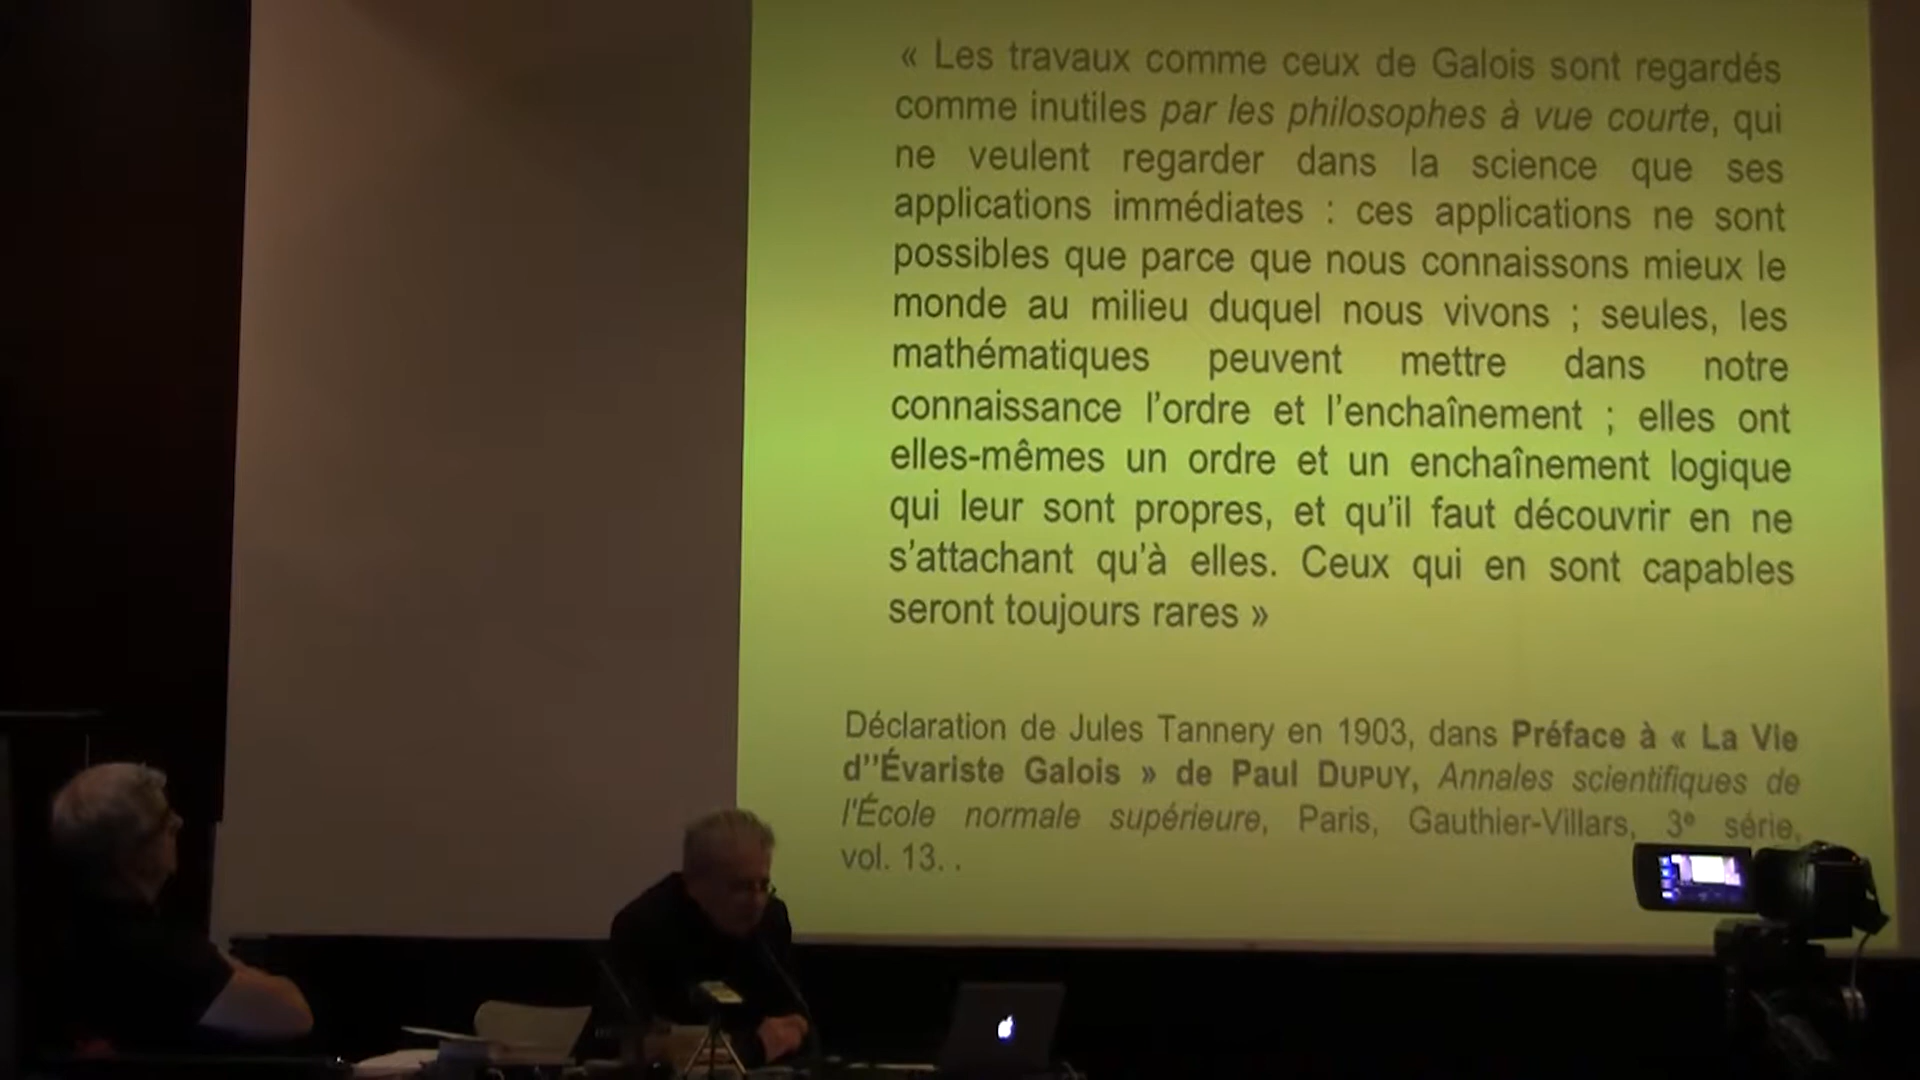 « Les travaux comme ceux de Galois sont regardés
comme inutiles par les philosophes à vue courte, qui
ne veulent regarder dans la science que ses
applications immédiates : ces applications ne sont
possibles que parce que nous connaissons mieux le
monde au milieu duquel nous vivons ; seules, les
mathématiques peuvent mettre dans notre
connaissance l’ordre et l’enchaînement ; elles ont
elles-mêmes un ordre et un enchaînement logique
qui leur sont propres, et qu’il faut découvrir en ne
s’attachant qu’à elles. Ceux qui en sont capables
seront toujours rares »
Déclaration de Jules Tannery en 1903, dans Préface à « La Vie
d’’Évariste Galois » de Paul DUPUY, Annales scientifiques de
l'École normale supérieure, Paris, Gauthier-Villars, 3e série,
vol. 13. .